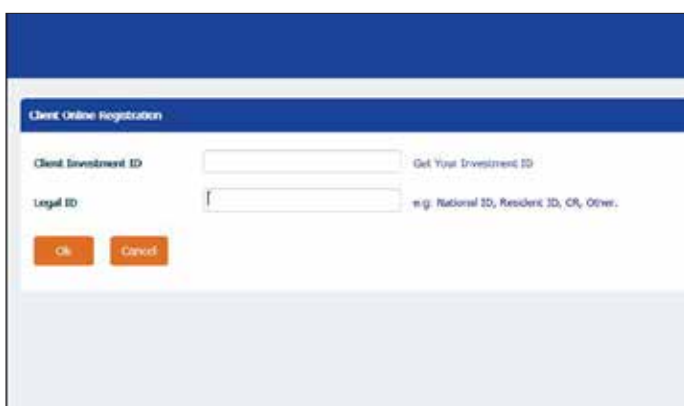 Client Online Registration
Client Investment ID Get Your Investment ID
Legal ID e.g: National ID, Resident ID, CR, Other.
Ok Cancel